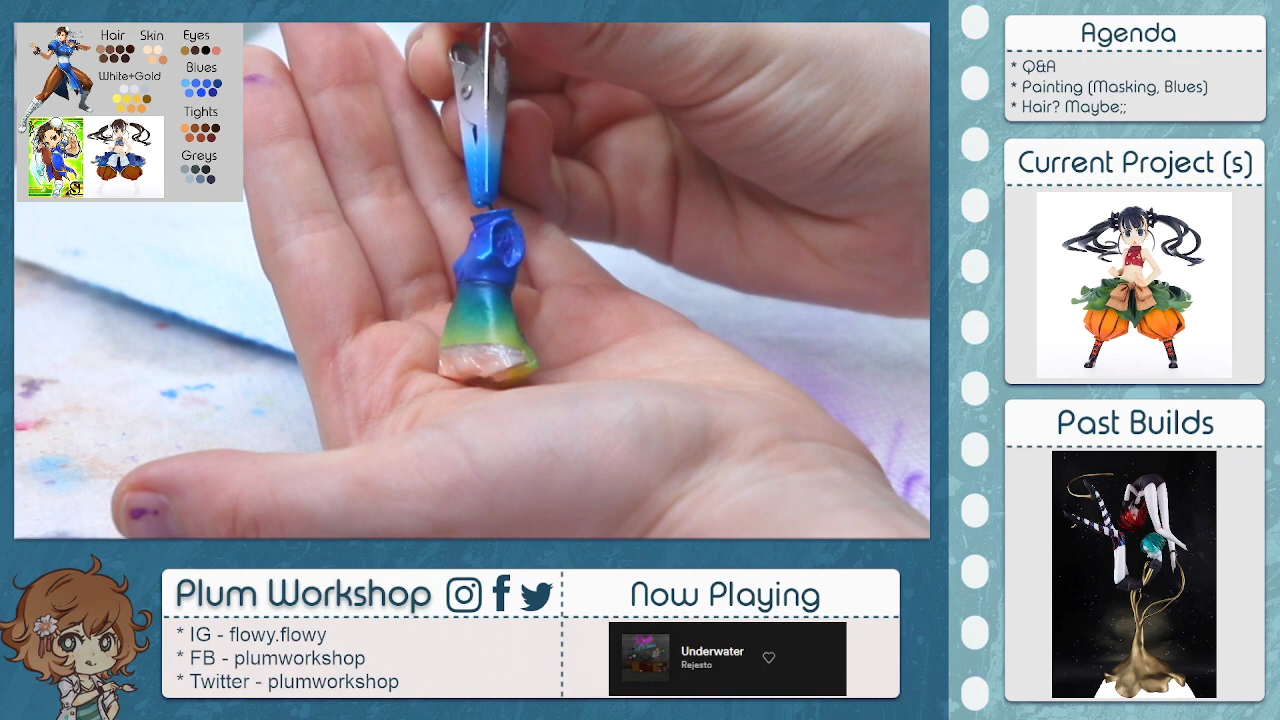 Hair Skin Eyes
White+Gold
Blues
Tights
Greys
Agenda
* Q&A
* Painting (Masking, Blues)
* Hair? Maybe;;
Current Project (s)
Past Builds
Plum Workshop
* IG - flowy.flowy
* FB - plumworkshop
* Twitter - plumworkshop
Now Playing
Underwater
Rejesto